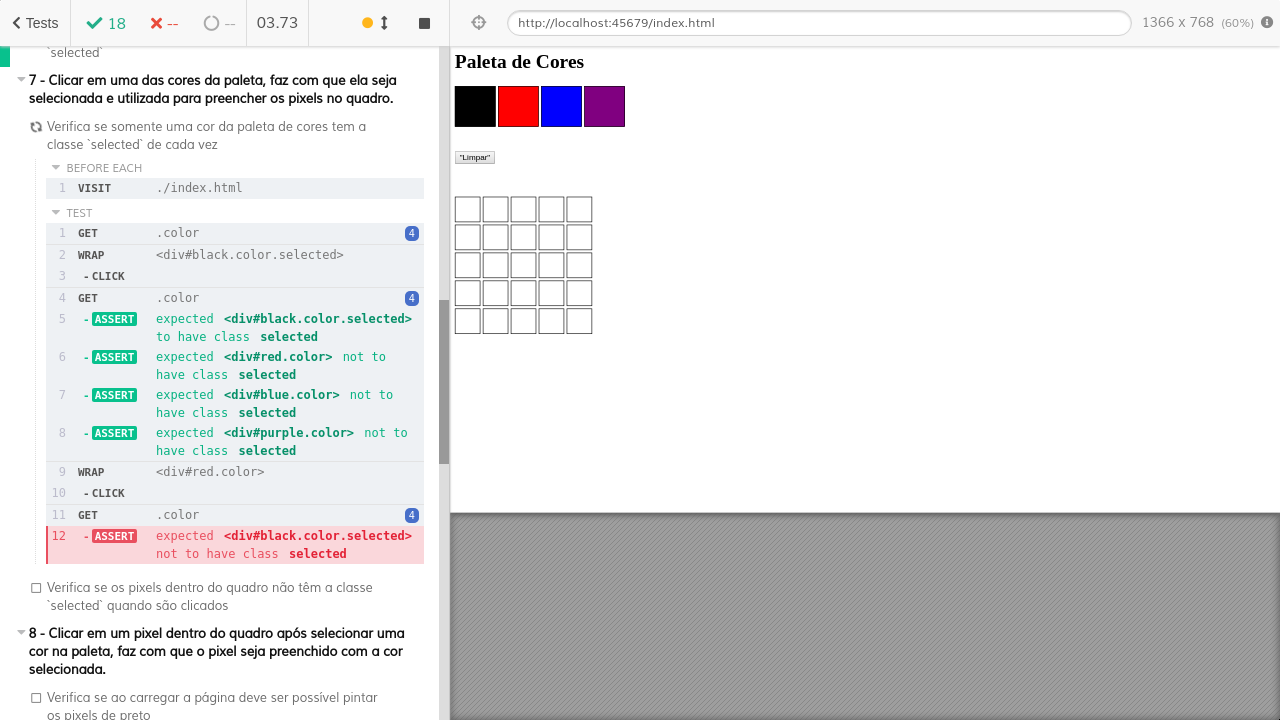 Tests
18
--
--
03.73
http://localhost:45679/index.html
1366 x 768 (60%)
`selected`
7 - Clicar em uma das cores da paleta, faz com que ela seja
selecionada e utilizada para preencher os pixels no quadro.
Verifica se somente uma cor da paleta de cores tem a
classe `selected` de cada vez
BEFORE EACH
1 VISIT ./index.html
TEST
1 GET .color 4
2 WRAP <div#black.color.selected>
3 -CLICK
4 GET .color 4
5 -ASSERT expected <div#black.color.selected>
to have class selected
6 -ASSERT expected <div#red.color> not to
have class selected
7 -ASSERT expected <div#blue.color> not to
have class selected
8 -ASSERT expected <div#purple.color> not to
have class selected
9 WRAP <div#red.color>
10 -CLICK
11 GET .color 4
12 -ASSERT expected <div#black.color.selected>
not to have class selected
Verifica se os pixels dentro do quadro não têm a classe
`selected` quando são clicados
8 - Clicar em um pixel dentro do quadro após selecionar uma
cor na paleta, faz com que o pixel seja preenchido com a cor
selecionada.
Verifica se ao carregar a página deve ser possível pintar
os pixels de preto
Paleta de Cores
"Limpar"